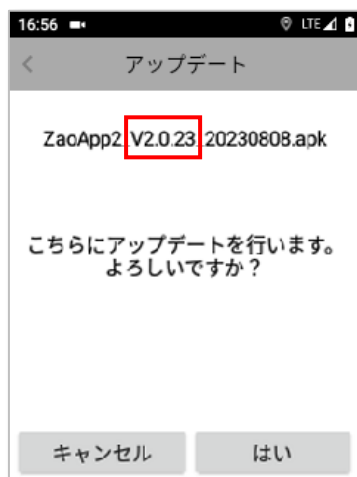 16:56 LTE
アップデート
ZaoApp2_V2.0.23_20230808.apk
こちらにアップデートを行います。
よろしいですか？
キャンセル はい